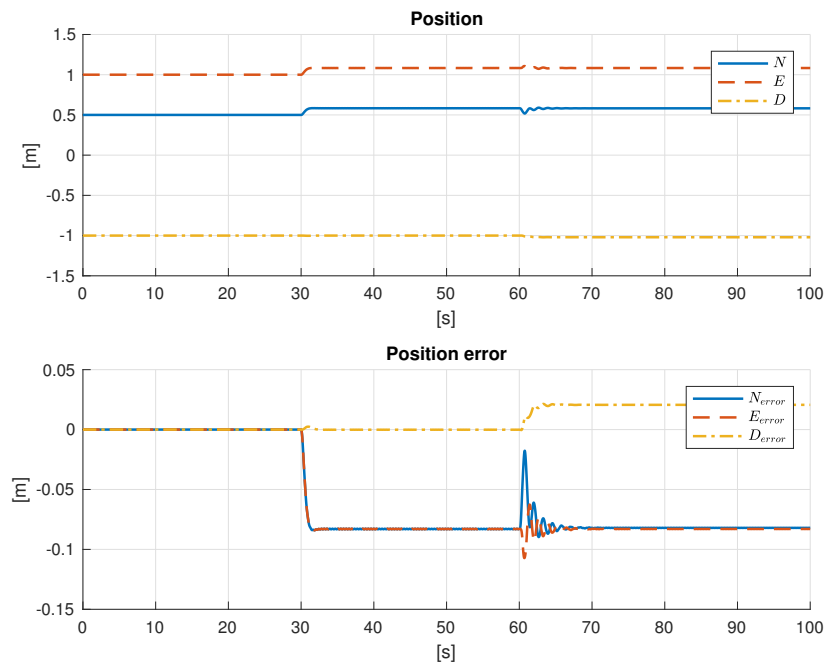 Position
1.5
1
0.5
0
-0.5
-1
-1.5
[m]
N
E
D
0 10 20 30 40 50 60 70 80 90 100
[s]
Position error
0.05
0
-0.05
-0.1
-0.15
[m]
N_error
E_error
D_error
0 10 20 30 40 50 60 70 80 90 100
[s]